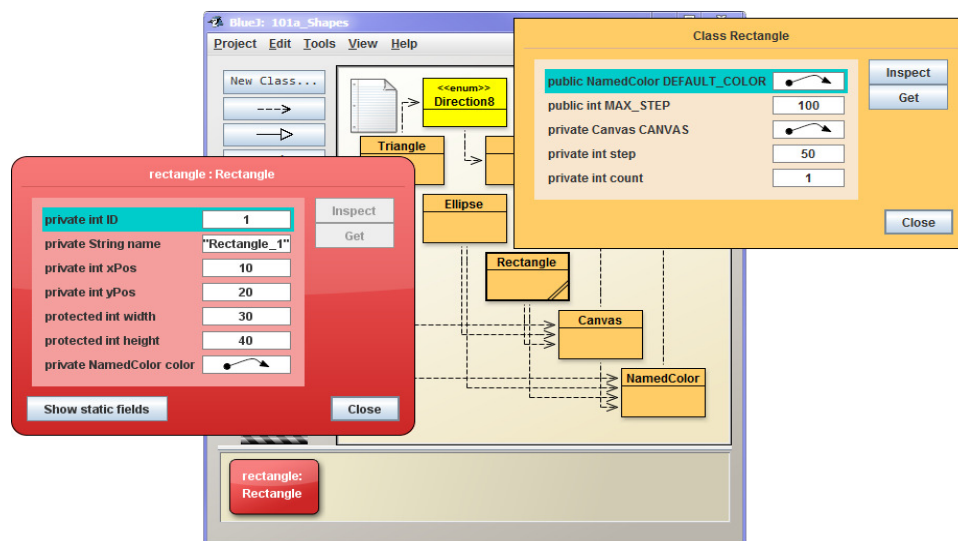 BlueJ: 101a_Shapes
Project Edit Tools View Help
New Class...
<<enum>>
Direction8
Triangle
Ellipse
Rectangle
Canvas
NamedColor
Class Rectangle
public NamedColor DEFAULT_COLOR
public int MAX_STEP 100
private Canvas CANVAS
private int step 50
private int count 1
Inspect
Get
Close
rectangle : Rectangle
private int ID 1
private String name "Rectangle_1"
private int xPos 10
private int yPos 20
protected int width 30
protected int height 40
private NamedColor color
Inspect
Get
Show static fields
Close
rectangle:
Rectangle